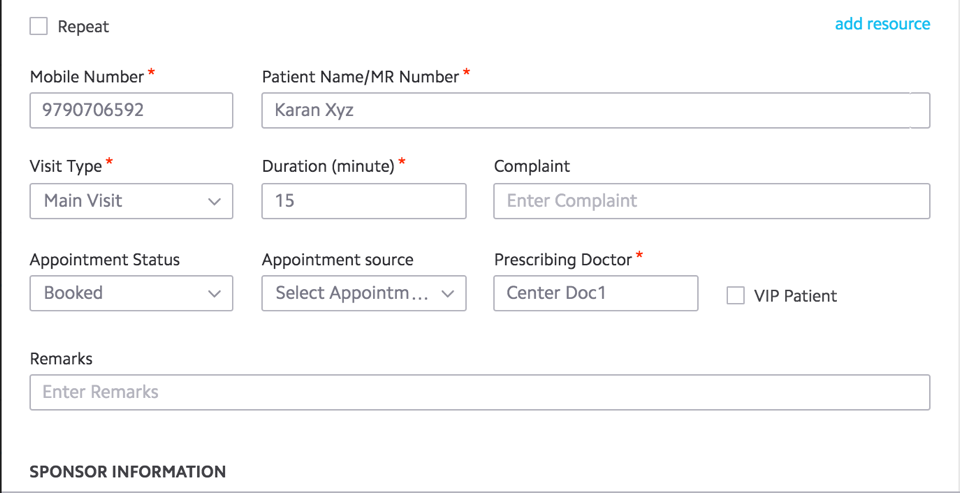 Repeat
add resource
Mobile Number *
Patient Name/MR Number *
9790706592
Karan Xyz
Visit Type *
Duration (minute) *
Complaint
Main Visit
15
Enter Complaint
Appointment Status
Appointment source
Prescribing Doctor *
Booked
Select Appointm...
Center Doc1
VIP Patient
Remarks
Enter Remarks
SPONSOR INFORMATION